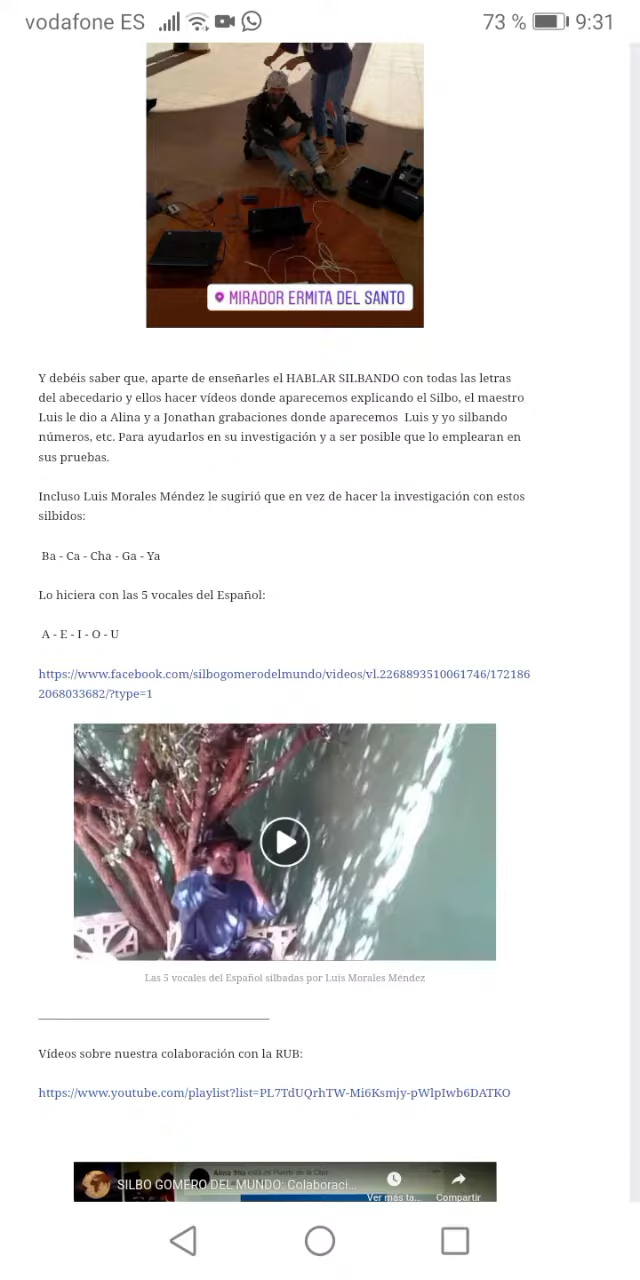 vodafone ES
73 %
9:31
MIRADOR ERMITA DEL SANTO
Y debéis saber que, aparte de enseñarles el HABLAR SILBANDO con todas las letras
del abecedario y ellos hacer vídeos donde aparecemos explicando el Silbo, el maestro
Luis le dio a Alina y a Jonathan grabaciones donde aparecemos Luis y yo silbando
números, etc. Para ayudarlos en su investigación y a ser posible que lo emplearan en
sus pruebas.
Incluso Luis Morales Méndez le sugirió que en vez de hacer la investigación con estos
silbidos:
Ba - Ca - Cha - Ga - Ya
Lo hiciera con las 5 vocales del Español:
A - E - I - O - U
https://www.facebook.com/silbogomerodelmundo/videos/vl.2268893510061746/172186
2068033682/?type=1
Las 5 vocales del Español silbadas por Luis Morales Méndez
Vídeos sobre nuestra colaboración con la RUB:
https://www.youtube.com/playlist?list=PL7TdUQrhTW-Mi6Ksmjy-pWlpIwb6DATKO
SILBO GOMERO DEL MUNDO: Colaboraci...
Ver más ta...
Compartir